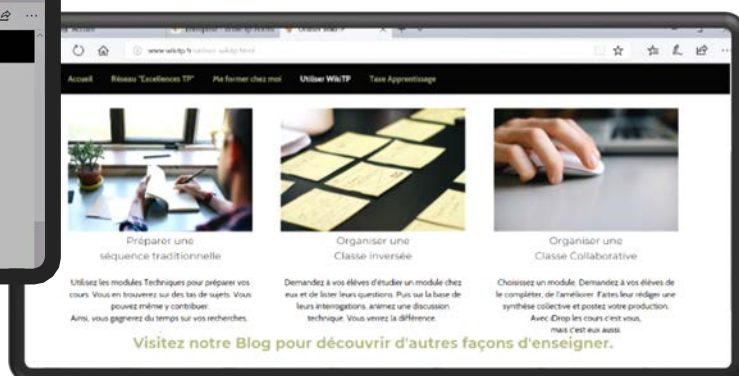 www.wikitp.fr
Accueil Réseau "Excellences TP" Me former chez moi Utiliser WikiTP Taxe Apprentissage
Préparer une
séquence traditionnelle
Utilisez les modules Techniques pour préparer vos
cours. Vous en trouverez sur des tas de sujets. Vous
pouvez même y contribuer.
Ainsi, vous gagnerez du temps sur vos recherches.
Organiser une
Classe inversée
Demandez à vos élèves d'étudier un module chez
eux et de lister leurs questions. Puis sur la base de
leurs interrogations, animez une discussion
technique. Vous verrez la différence.
Organiser une
Classe Collaborative
Choisissez un module. Demandez à vos élèves de
le compléter, de l'améliorer. Faites leur rédiger une
synthèse collective et postez votre production.
Avec iDrop les cours c'est vous,
mais c'est eux aussi.
Visitez notre Blog pour découvrir d'autres façons d'enseigner.